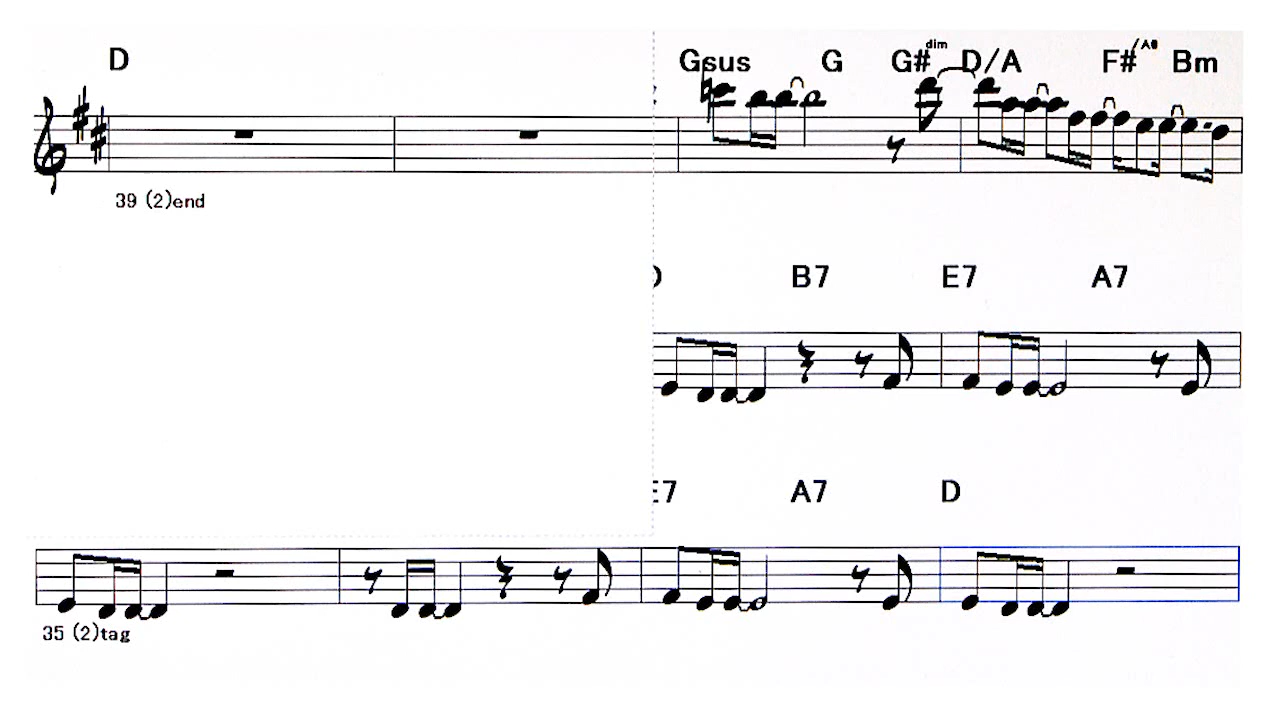 D Gsus G G#dim D/A F#/A# Bm
39 (2)end
B7 E7 A7
E7 A7 D
35 (2)tag